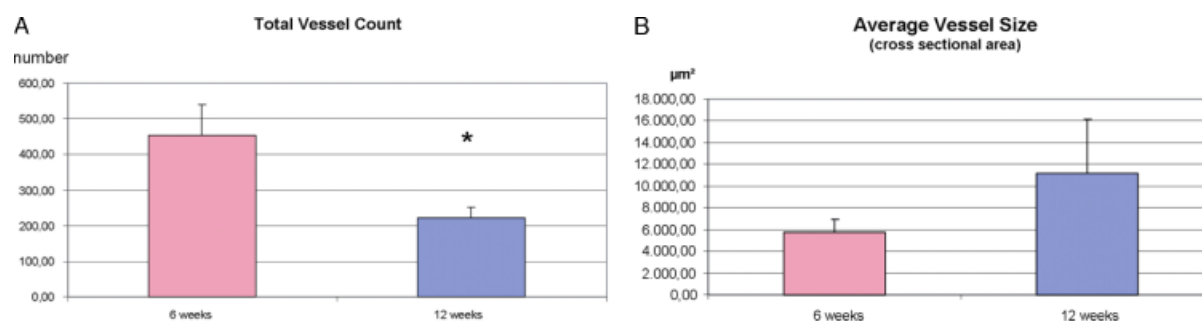 A
Total Vessel Count
number
600,00
500,00
400,00
300,00
200,00
100,00
0,00
*
6 weeks
12 weeks
B
Average Vessel Size
(cross sectional area)
µm²
18.000,00
16.000,00
14.000,00
12.000,00
10.000,00
8.000,00
6.000,00
4.000,00
2.000,00
0,00
6 weeks
12 weeks